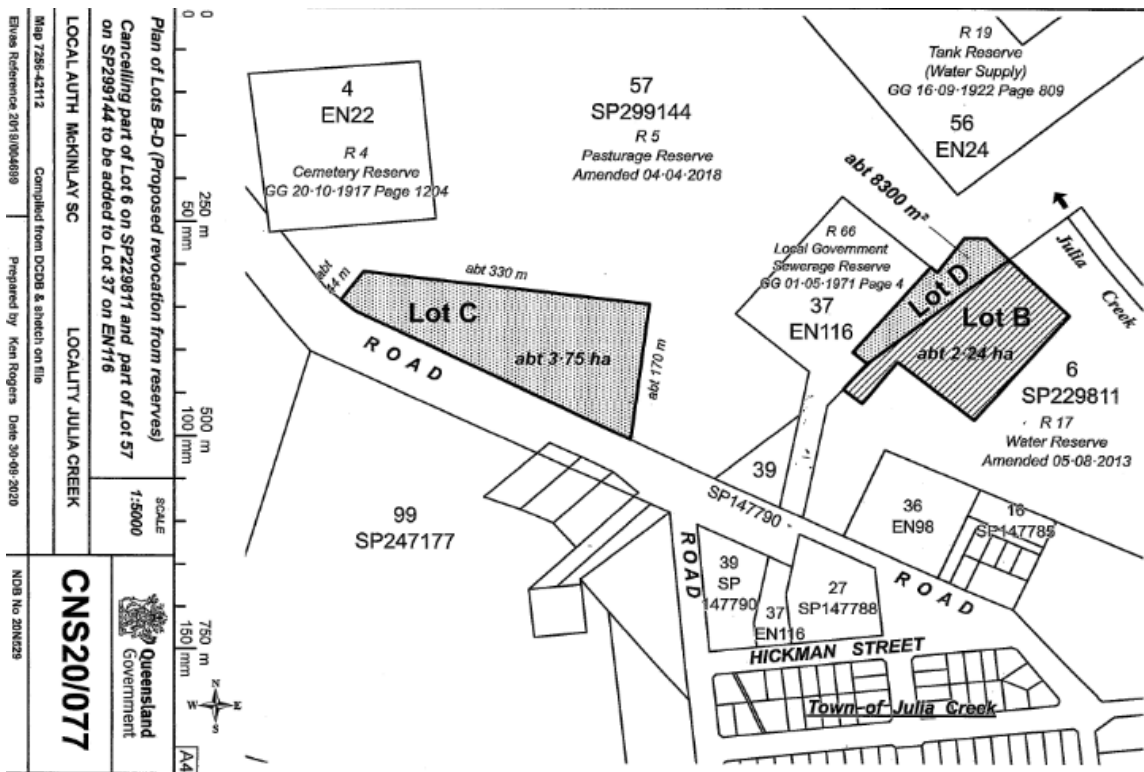 Plan of Lots B-D (Proposed revocation from reserves)
Cancelling part of Lot 6 on SP229811 and part of Lot 57
on SP299144 to be added to Lot 37 on EN116
LOCAL AUTH McKINLAY SC LOCALITY JULIA CREEK
Map 7256-42112 Compiled from DCDB & sketch on file
Elvas Reference 2019/004699 Prepared by Ken Rogers Date 30-09-2020
SCALE
1:5000
Queensland
Government
CNS20/077
NDB No 20N529
0 250 m 500 m 750 m
0 50 mm 100 mm 150 mm
A4
N
W E
S
4
EN22
R 4
Cemetery Reserve
GG 20·10·1917 Page 1204
57
SP299144
R 5
Pasturage Reserve
Amended 04·04·2018
R 19
Tank Reserve
(Water Supply)
GG 16·09·1922 Page 809
56
EN24
abt 8300 m²
Julia
Creek
R 66
Local Government
Sewerage Reserve
GG 01·05·1971 Page 4
37
EN116
Lot D
Lot B
abt 2·24 ha
6
SP229811
R 17
Water Reserve
Amended 05·08·2013
abt 330 m
abt
44 m
Lot C
abt 3·75 ha
abt 170 m
ROAD
39
SP147790
99
SP247177
36
EN98
16
SP147785
ROAD
39
SP
147790
37
EN116
27
SP147788
ROAD
HICKMAN STREET
Town of Julia Creek